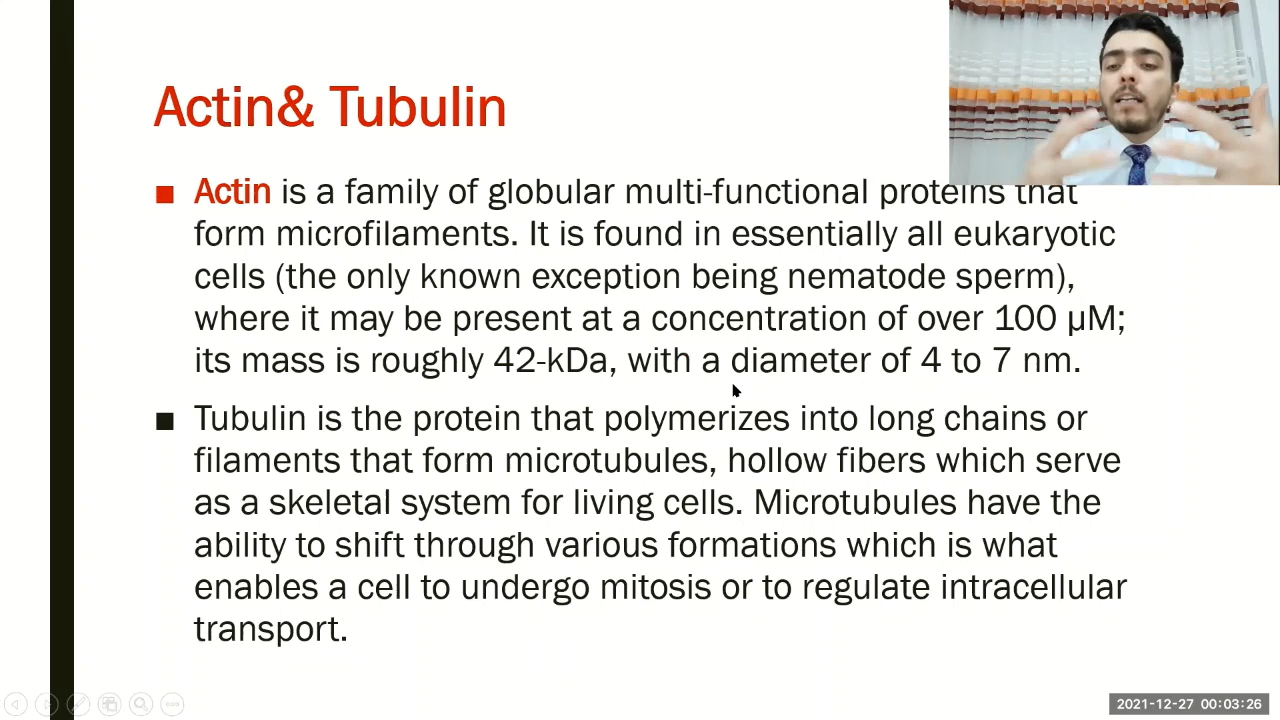 Actin& Tubulin
Actin is a family of globular multi-functional proteins that
form microfilaments. It is found in essentially all eukaryotic
cells (the only known exception being nematode sperm),
where it may be present at a concentration of over 100 µM;
its mass is roughly 42-kDa, with a diameter of 4 to 7 nm.
Tubulin is the protein that polymerizes into long chains or
filaments that form microtubules, hollow fibers which serve
as a skeletal system for living cells. Microtubules have the
ability to shift through various formations which is what
enables a cell to undergo mitosis or to regulate intracellular
transport.
2021-12-27 00:03:26